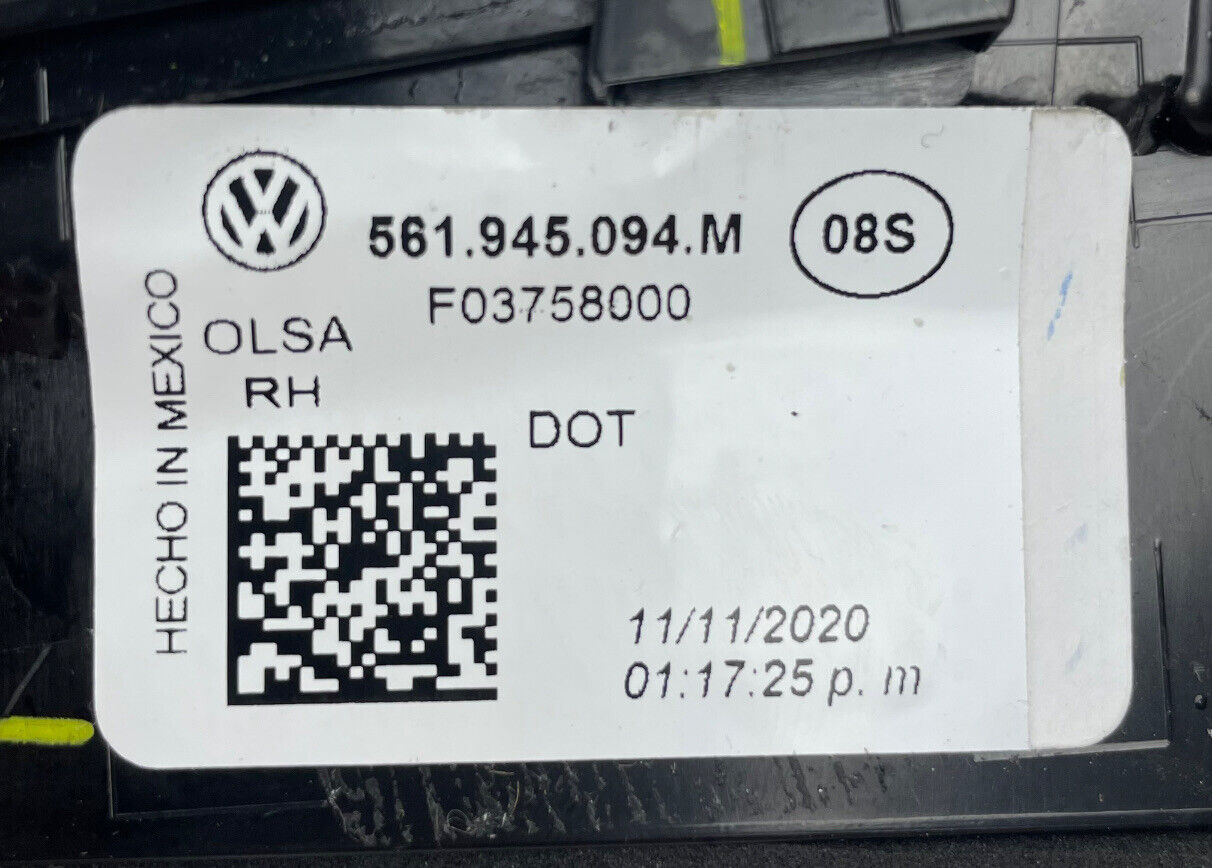 561.945.094.M
08S
F03758000
OLSA
RH
HECHO IN MEXICO
DOT
11/11/2020
01:17:25 p. m